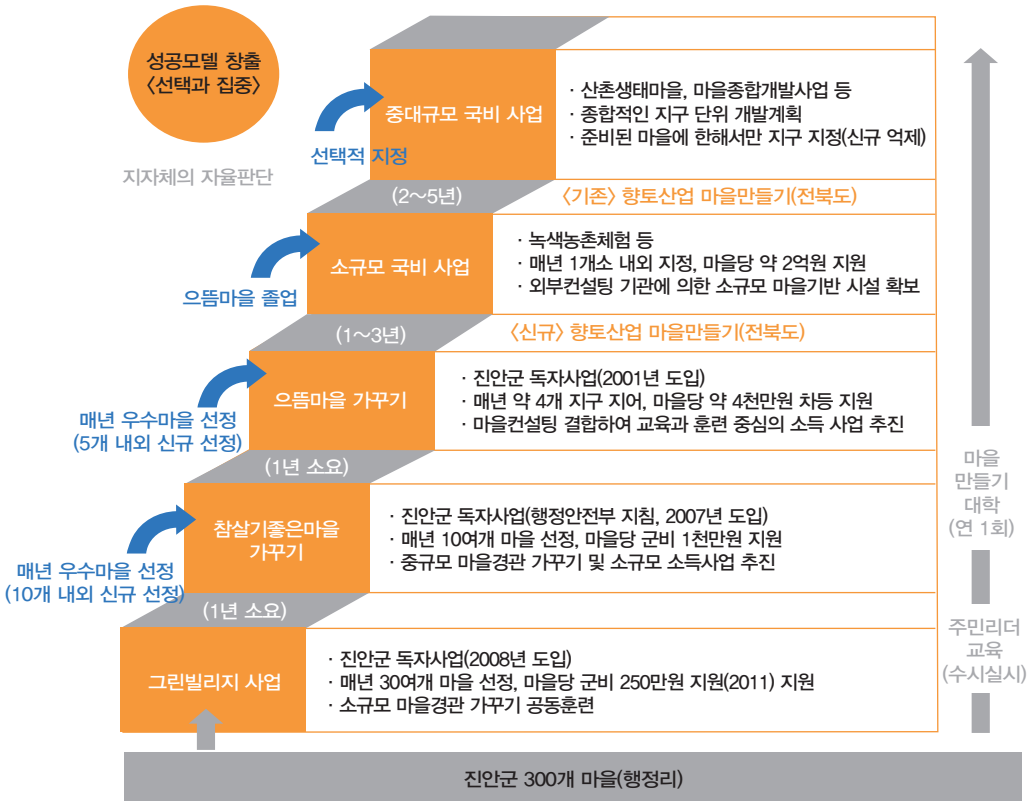 성공모델 창출
〈선택과 집중〉
지자체의 자율판단
중대규모 국비 사업
· 산촌생태마을, 마을종합개발사업 등
· 종합적인 지구 단위 개발계획
· 준비된 마을에 한해서만 지구 지정(신규 억제)
선택적 지정
(2~5년)
〈기존〉 향토산업 마을만들기(전북도)
소규모 국비 사업
· 녹색농촌체험 등
· 매년 1개소 내외 지정, 마을당 약 2억원 지원
· 외부컨설팅 기관에 의한 소규모 마을기반 시설 확보
으뜸마을 졸업
(1~3년)
〈신규〉 향토산업 마을만들기(전북도)
으뜸마을 가꾸기
· 진안군 독자사업(2001년 도입)
· 매년 약 4개 지구 지어, 마을당 약 4천만원 차등 지원
· 마을컨설팅 결합하여 교육과 훈련 중심의 소득 사업 추진
매년 우수마을 선정
(5개 내외 신규 선정)
(1년 소요)
참살기좋은마을
가꾸기
· 진안군 독자사업(행정안전부 지침, 2007년 도입)
· 매년 10여개 마을 선정, 마을당 군비 1천만원 지원
· 중규모 마을경관 가꾸기 및 소규모 소득사업 추진
매년 우수마을 선정
(10개 내외 신규 선정)
(1년 소요)
그린빌리지 사업
· 진안군 독자사업(2008년 도입)
· 매년 30여개 마을 선정, 마을당 군비 250만원 지원(2011) 지원
· 소규모 마을경관 가꾸기 공동훈련
마을
만들기
대학
(연 1회)
주민리더
교육
(수시실시)
진안군 300개 마을(행정리)